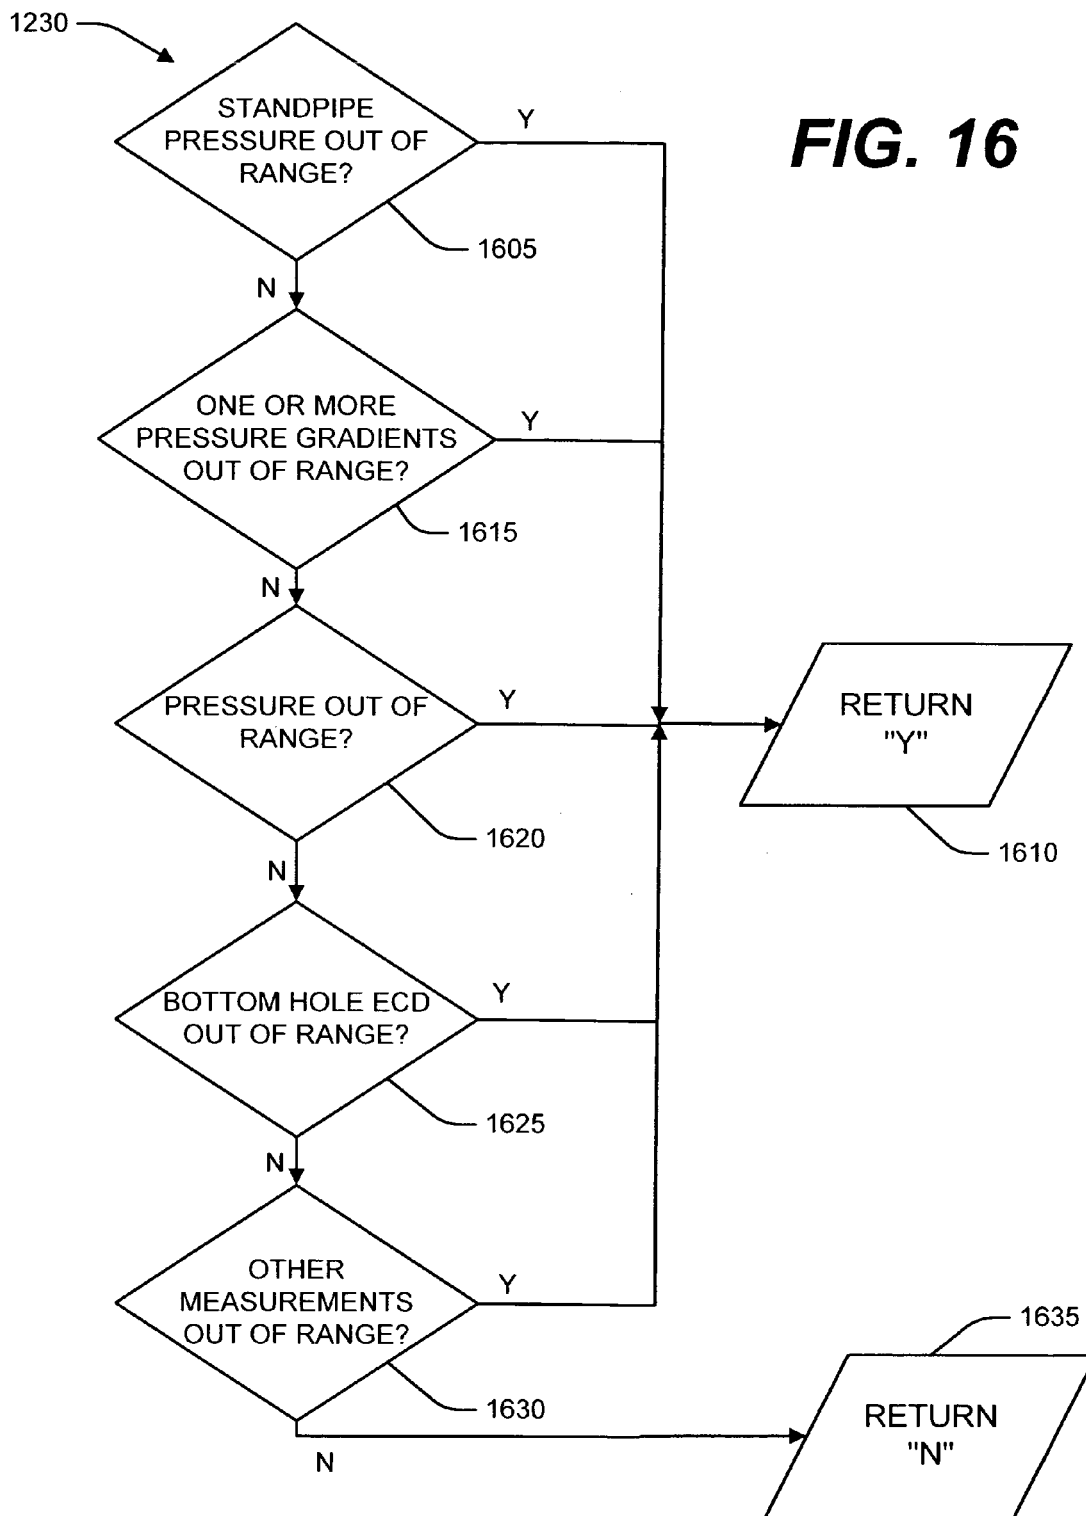 1230
FIG. 16
STANDPIPE
PRESSURE OUT OF
RANGE?
Y
1605
N
ONE OR MORE
PRESSURE GRADIENTS
OUT OF RANGE?
Y
1615
N
PRESSURE OUT OF
RANGE?
Y
RETURN
"Y"
1620
1610
N
BOTTOM HOLE ECD
OUT OF RANGE?
Y
1625
N
OTHER
MEASUREMENTS
OUT OF RANGE?
Y
1635
1630
RETURN
"N"
N